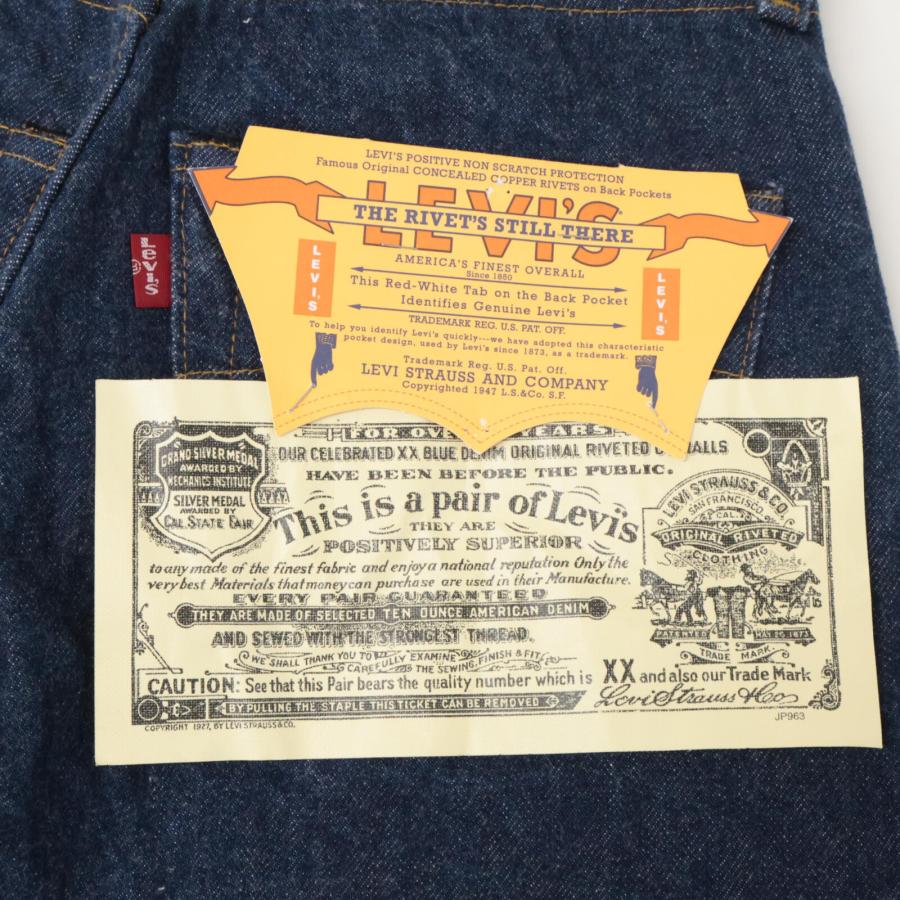 LEVI'S POSITIVE NON SCRATCH PROTECTION
Famous Original CONCEALED COPPER RIVETS on Back Pockets
LEVI'S®
THE RIVET'S STILL THERE
AMERICA'S FINEST OVERALL
Since 1850
This Red-White Tab on the Back Pocket
Identifies Genuine Levi's
TRADEMARK REG. U.S. PAT. OFF.
To help you identify Levi's quickly---we have adopted this characteristic
pocket design, used by Levi's since 1873, as a trademark.
Trademark Reg. U.S. Pat. Off.
LEVI STRAUSS AND COMPANY
Copyrighted 1947 L.S.&Co. S.F.
LEVI'S
LEVI'S
LEVI'S
FOR OVER YEARS
OUR CELEBRATED XX BLUE DENIM ORIGINAL RIVETED
HAVE BEEN BEFORE THE PUBLIC.
This is a pair of Levi's
THEY ARE
POSITIVELY SUPERIOR
to any made of the finest fabric and enjoy a national reputation Only the
very best Materials that money can purchase are used in their Manufacture.
EVERY PAIR GUARANTEED
THEY ARE MADE OF SELECTED TEN OUNCE AMERICAN DENIM
AND SEWED WITH THE STRONGEST THREAD.
WE SHALL THANK YOU TO CAREFULLY EXAMINE THE SEWING, FINISH & FIT
CAUTION: See that this Pair bears the quality number which is XX and also our Trade Mark
Levi Strauss & Co
BY PULLING THE STAPLE THIS TICKET CAN BE REMOVED
COPYRIGHT 1927, BY LEVI STRAUSS & CO.
JP963
GRAND SILVER MEDAL
AWARDED BY
MECHANICS INSTITUTE
SILVER MEDAL
AWARDED BY
CAL. STATE FAIR
LEVI STRAUSS & CO.
SAN FRANCISCO.
CAL.
ORIGINAL RIVETED
CLOTHING
PATENTED MAY 20 1873
TRADE MARK